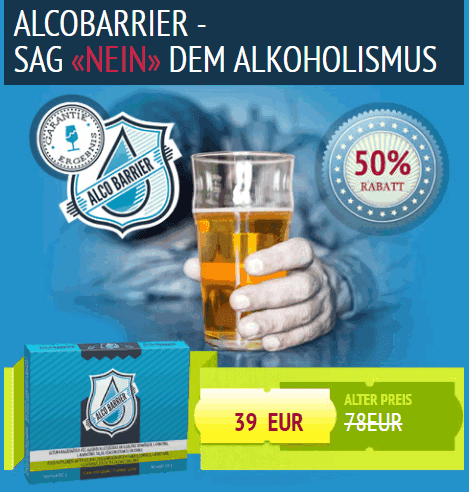 ALCOBARRIER -
SAG «NEIN» DEM ALKOHOLISMUS
GARANTIE
ERGEBNIS
ALCO BARRIER
50%
RABATT
ALCO BARRIER
39 EUR
ALTER PREIS
78EUR